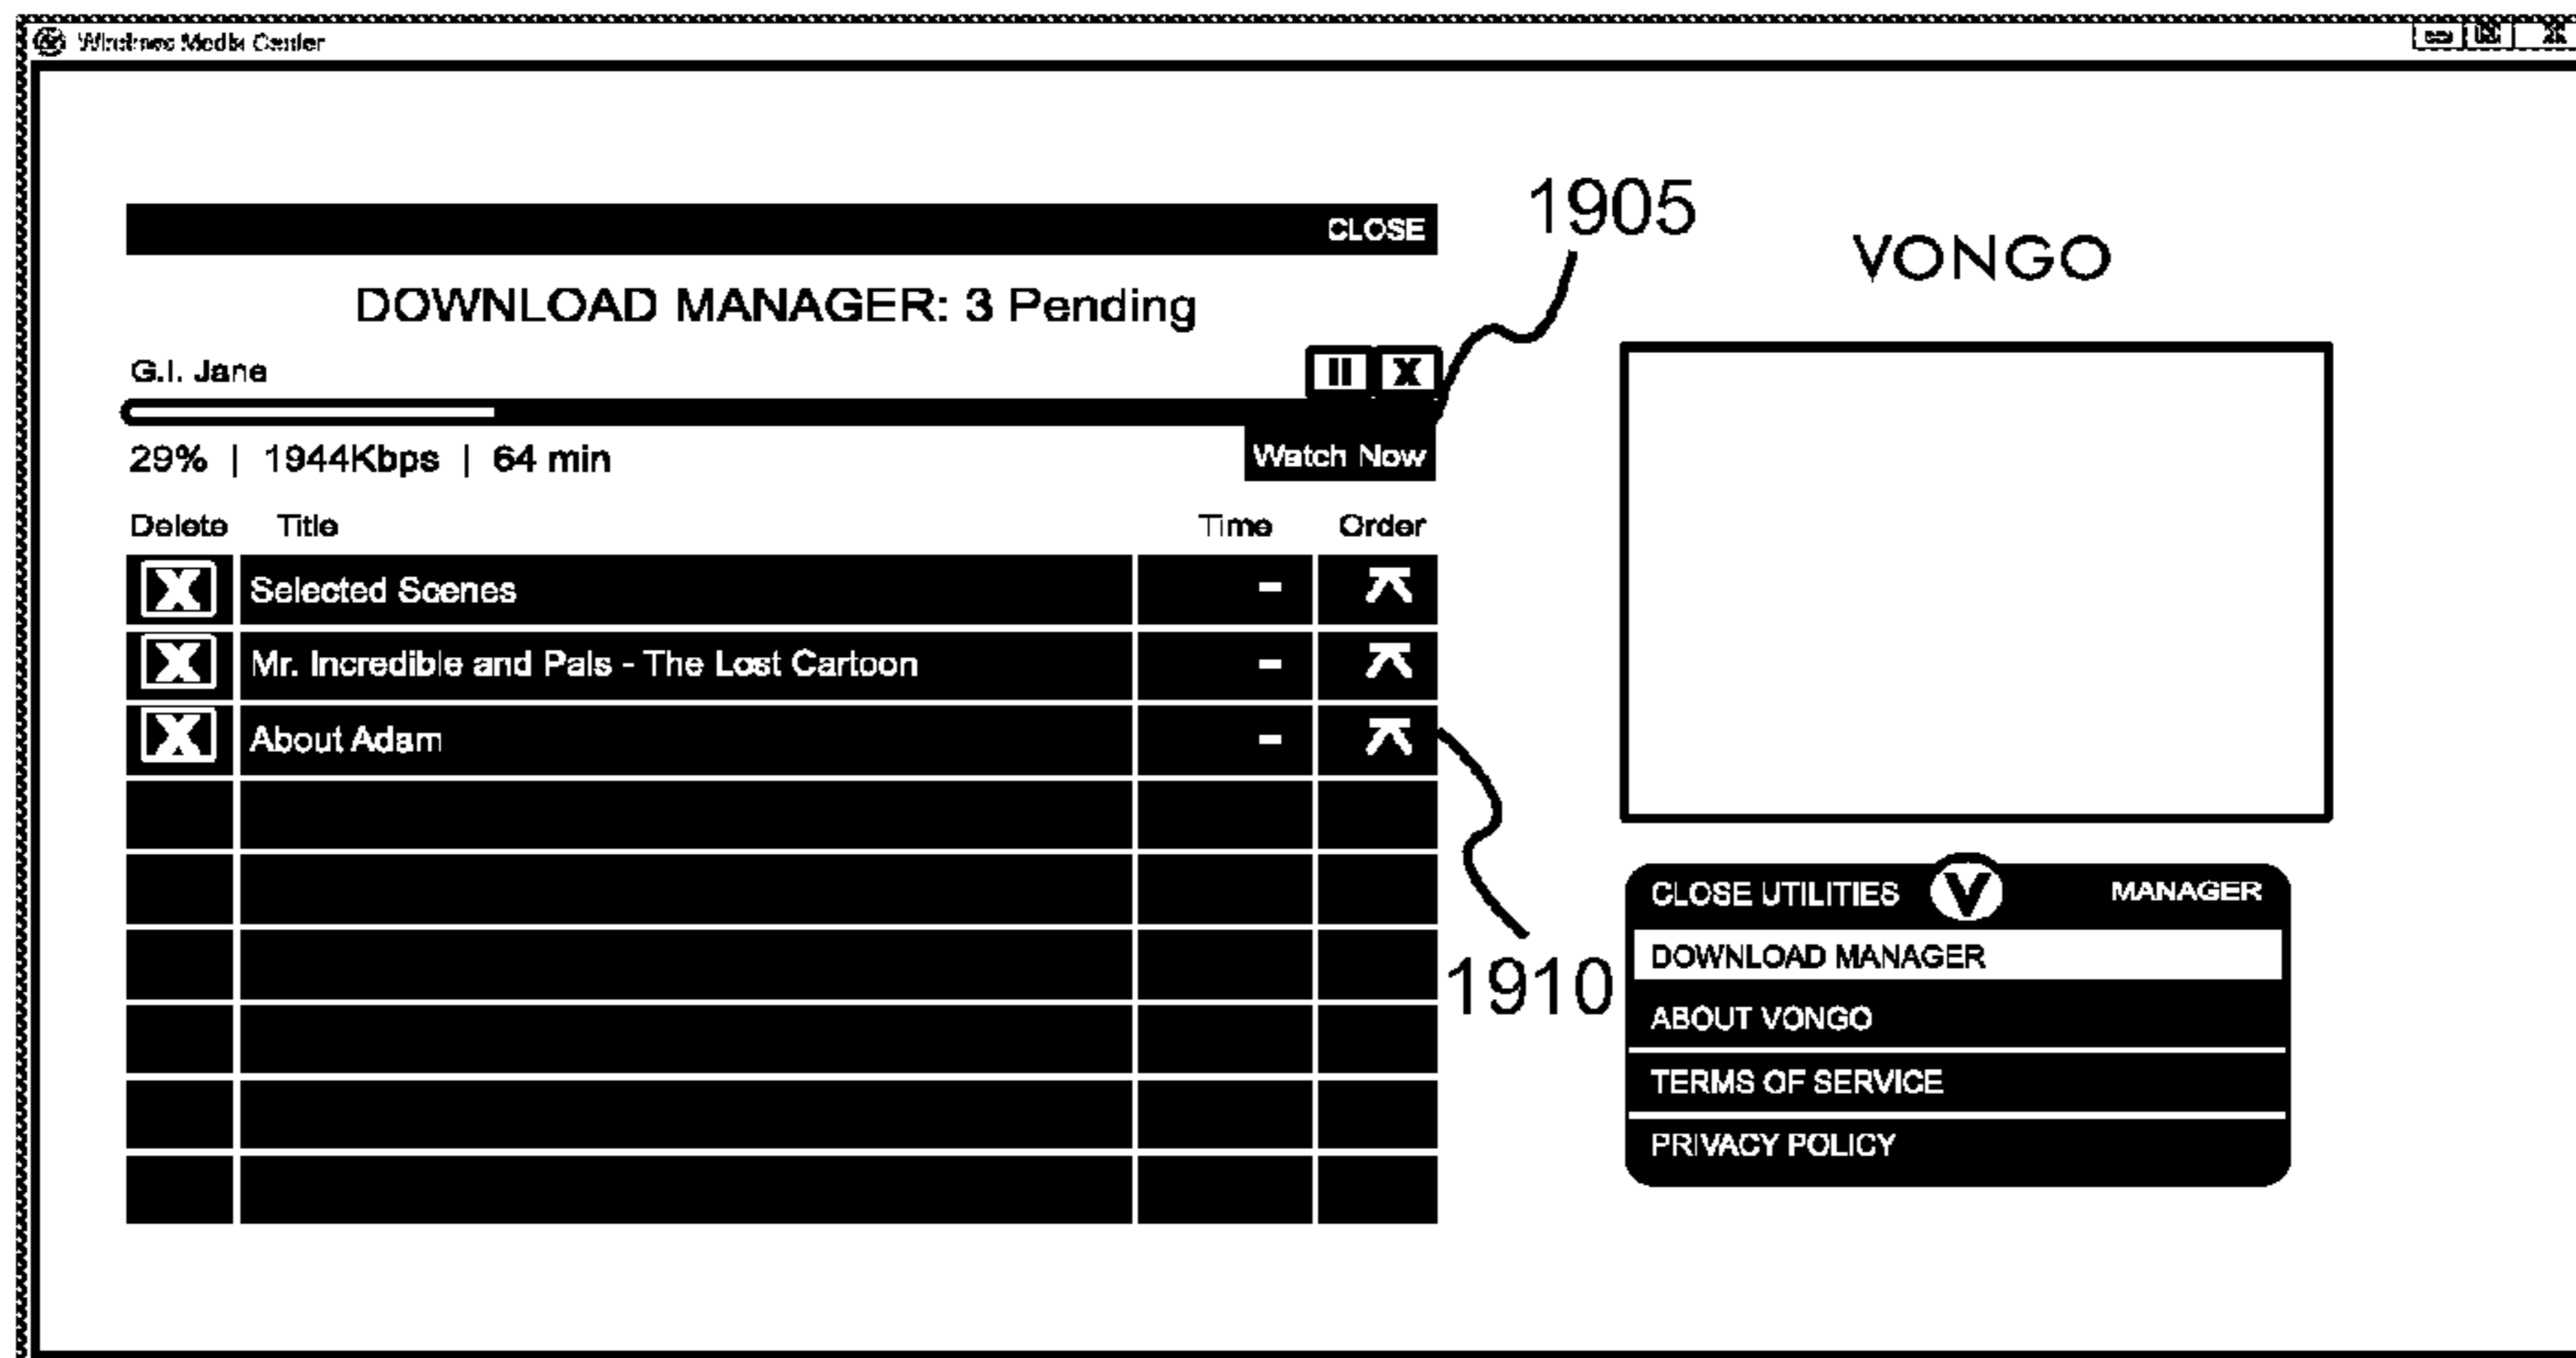 Windows Media Center
CLOSE
1905
VONGO
DOWNLOAD MANAGER: 3 Pending
G.I. Jane
29% | 1944Kbps | 64 min
Watch Now
Delete Title Time Order
X Selected Scenes -
X Mr. Incredible and Pals - The Lost Cartoon -
X About Adam -
1910
CLOSE UTILITIES V MANAGER
DOWNLOAD MANAGER
ABOUT VONGO
TERMS OF SERVICE
PRIVACY POLICY